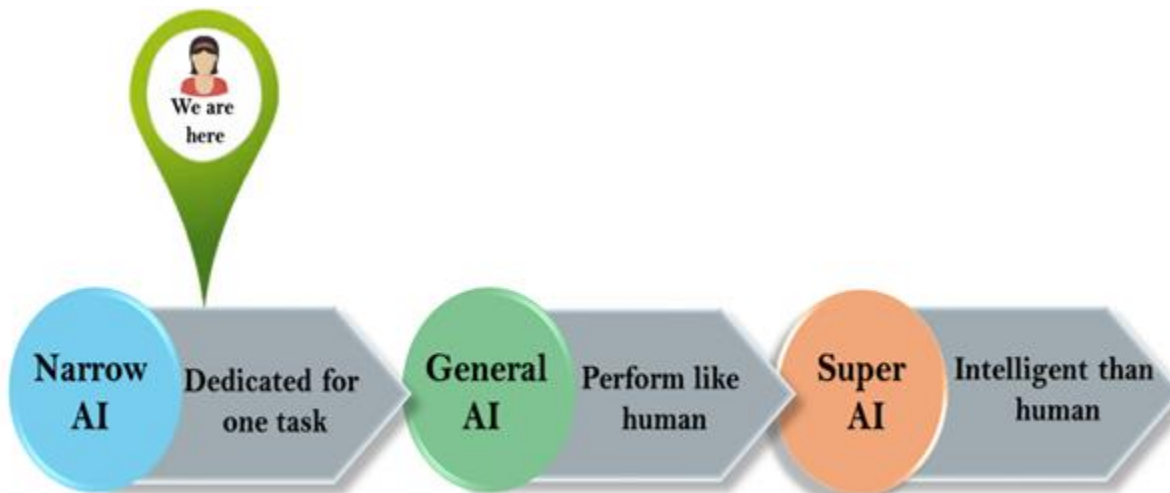 We are
here
Narrow
AI
Dedicated for
one task
General
AI
Perform like
human
Super
AI
Intelligent than
human